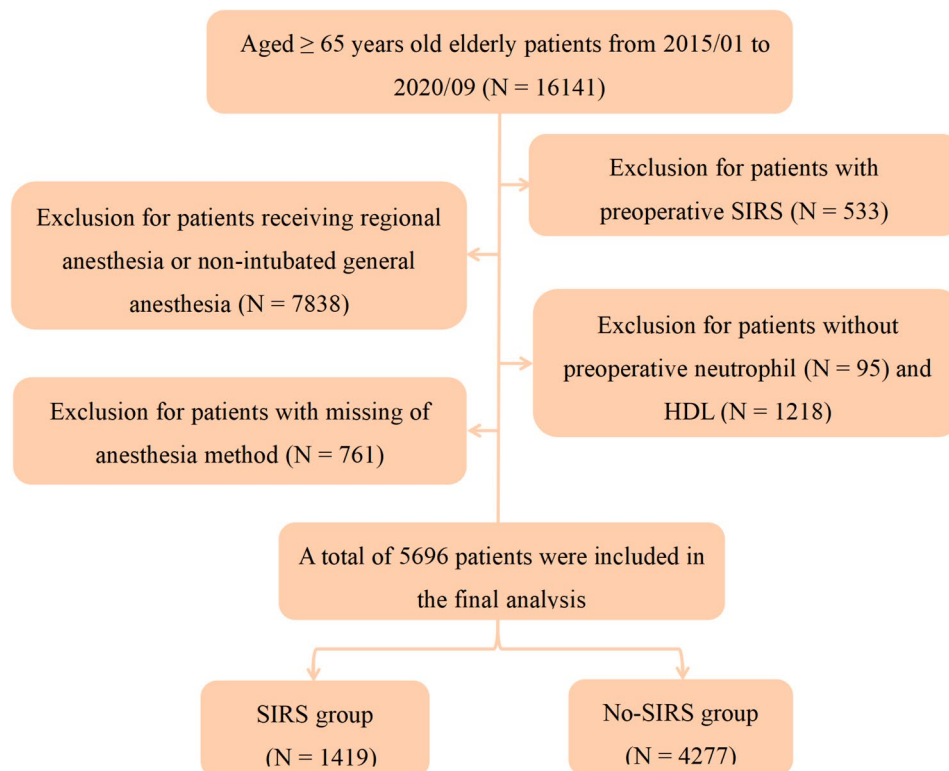 Aged ≥ 65 years old elderly patients from 2015/01 to
2020/09 (N = 16141)
Exclusion for patients with
preoperative SIRS (N = 533)
Exclusion for patients receiving regional
anesthesia or non-intubated general
anesthesia (N = 7838)
Exclusion for patients without
preoperative neutrophil (N = 95) and
HDL (N = 1218)
Exclusion for patients with missing of
anesthesia method (N = 761)
A total of 5696 patients were included in
the final analysis
SIRS group
(N = 1419)
No-SIRS group
(N = 4277)